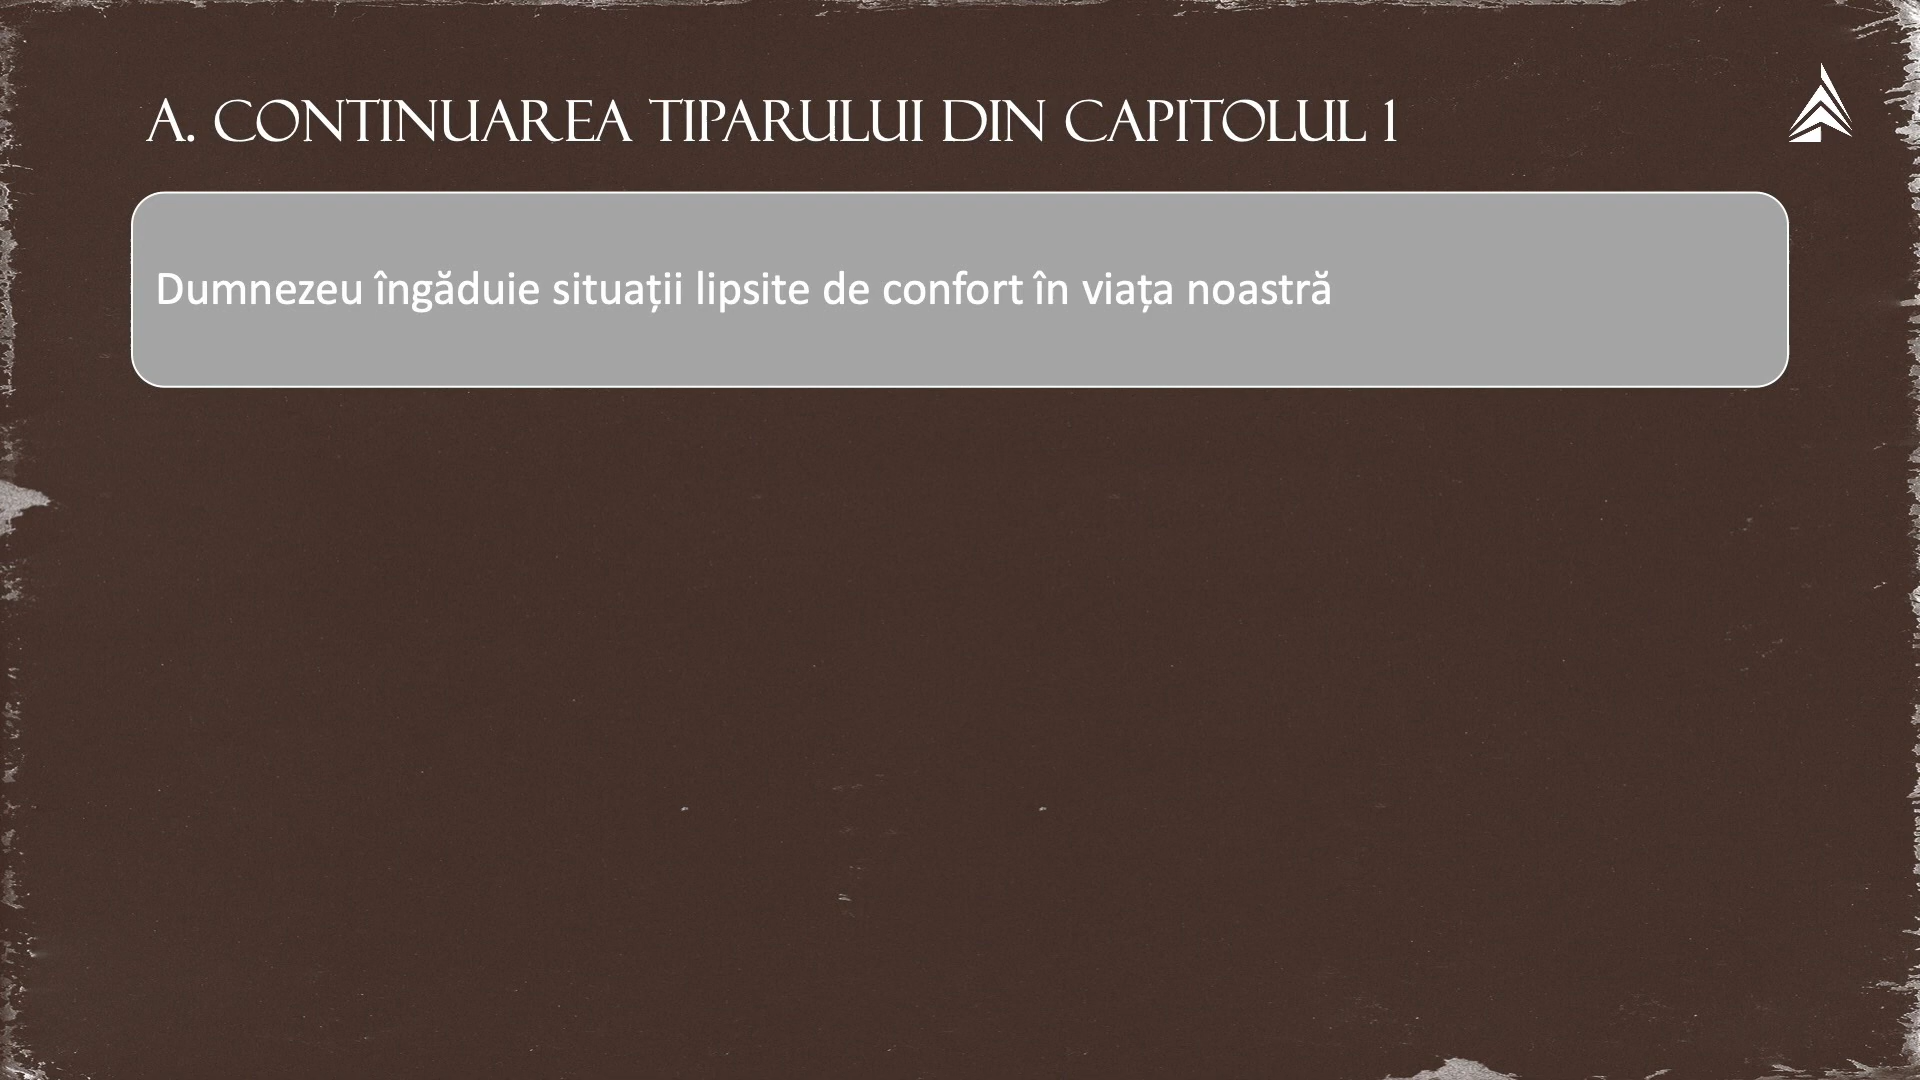 A. CONTINUAREA TIPARULUI DIN CAPITOLUL 1
Dumnezeu îngăduie situații lipsite de confort în viața noastră